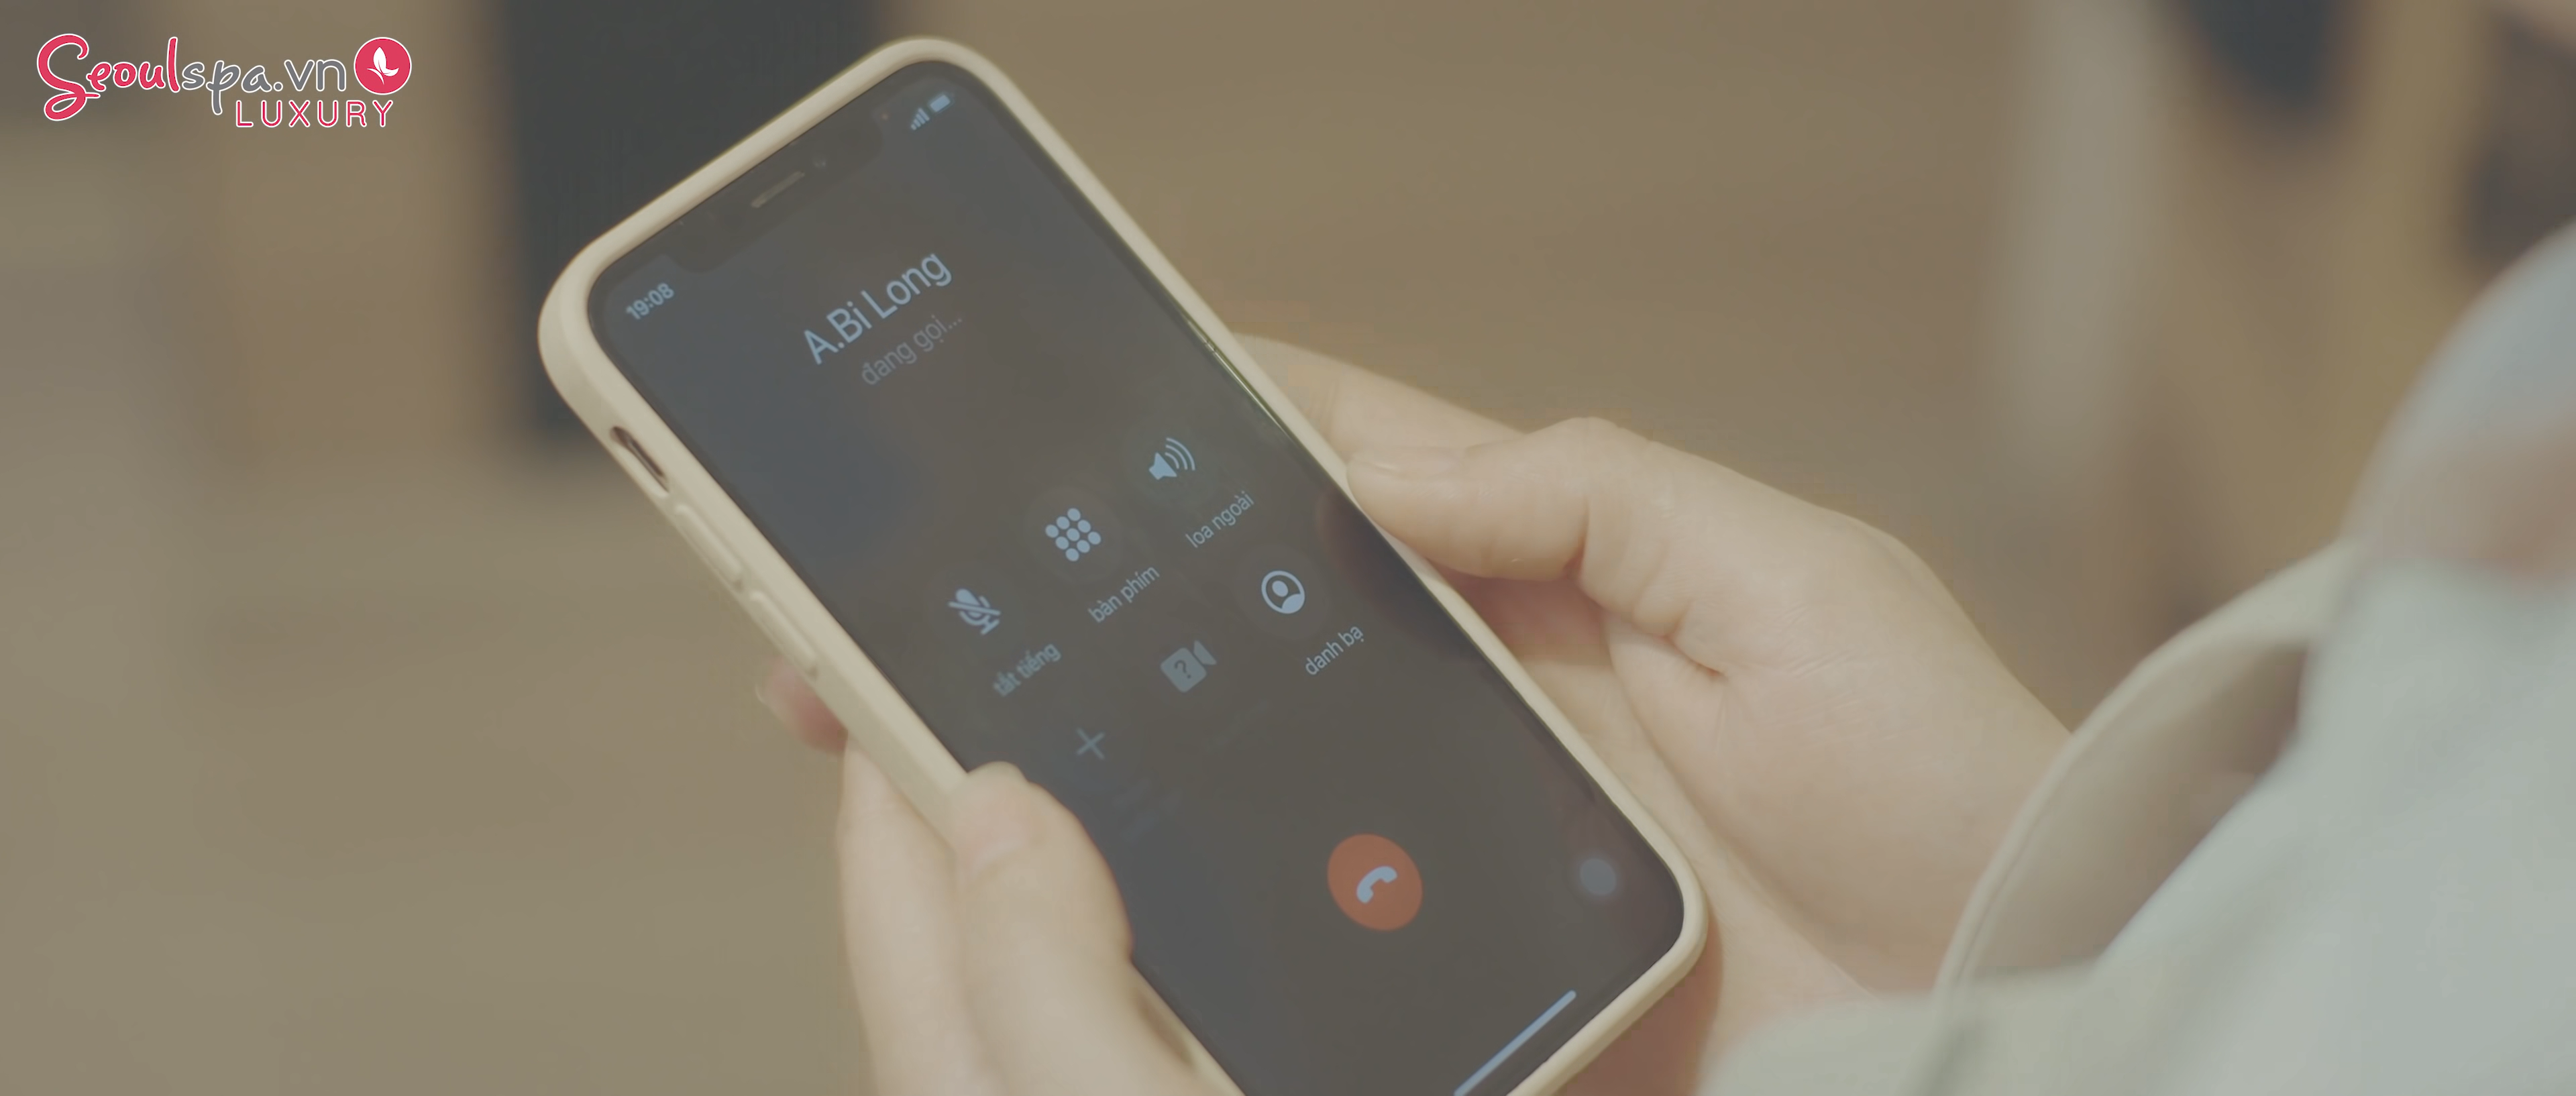 Seoulspa.vn
LUXURY
19:08
A.Bi Long
đang gọi...
tắt tiếng
bàn phím
loa ngoài
danh bạ